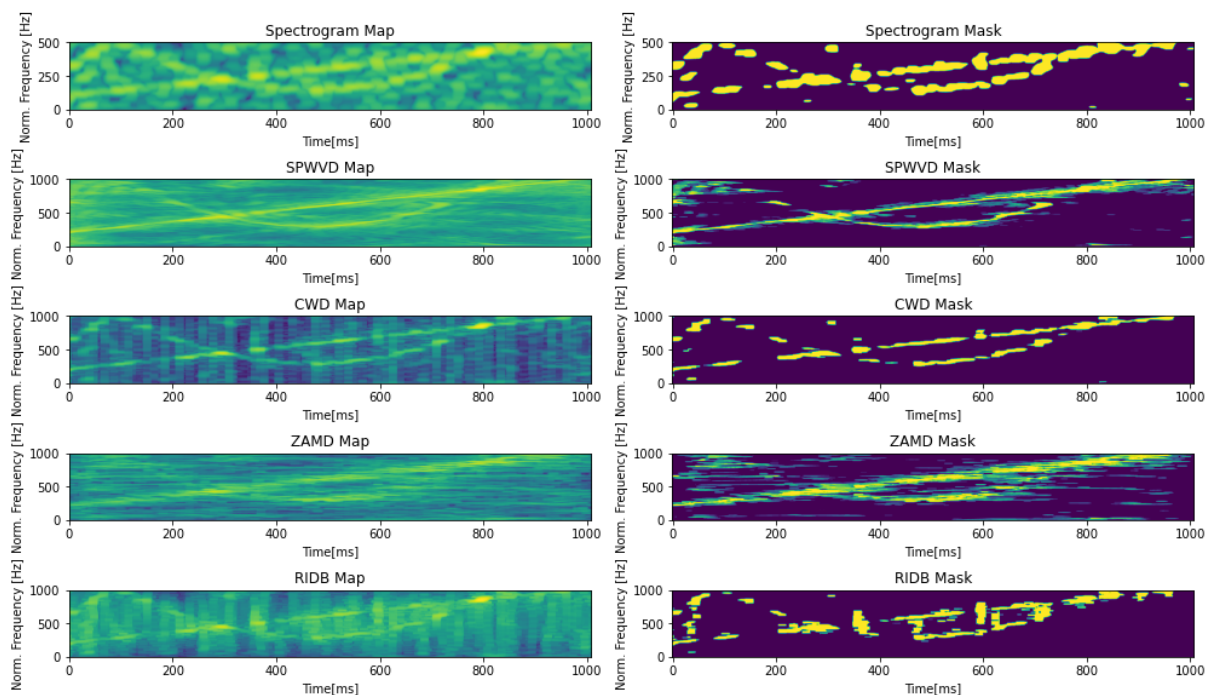 Spectrogram Map
Norm. Frequency [Hz]
500
250
0
0 200 400 600 800 1000
Time[ms]
Spectrogram Mask
Norm. Frequency [Hz]
500
250
0
0 200 400 600 800 1000
Time[ms]
SPWVD Map
Norm. Frequency [Hz]
1000
500
0
0 200 400 600 800 1000
Time[ms]
SPWVD Mask
Norm. Frequency [Hz]
1000
500
0
0 200 400 600 800 1000
Time[ms]
CWD Map
Norm. Frequency [Hz]
1000
500
0
0 200 400 600 800 1000
Time[ms]
CWD Mask
Norm. Frequency [Hz]
1000
500
0
0 200 400 600 800 1000
Time[ms]
ZAMD Map
Norm. Frequency [Hz]
1000
500
0
0 200 400 600 800 1000
Time[ms]
ZAMD Mask
Norm. Frequency [Hz]
1000
500
0
0 200 400 600 800 1000
Time[ms]
RIDB Map
Norm. Frequency [Hz]
1000
500
0
0 200 400 600 800 1000
Time[ms]
RIDB Mask
Norm. Frequency [Hz]
1000
500
0
0 200 400 600 800 1000
Time[ms]